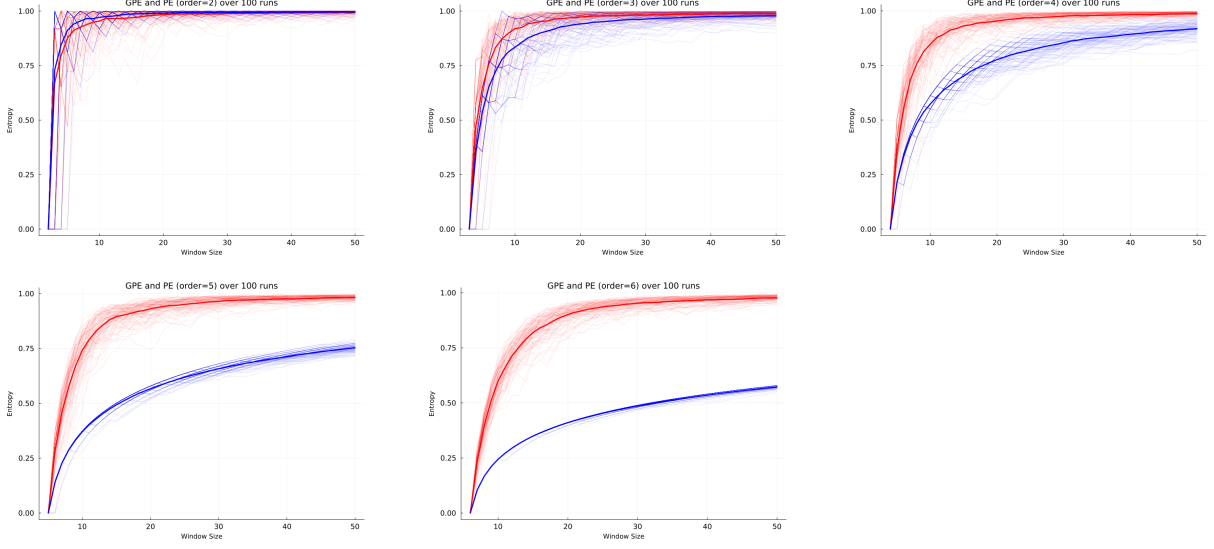 GPE and PE (order=2) over 100 runs
1.00
0.75
0.50
0.25
0.00
Entropy
10 20 30 40 50
Window Size
GPE and PE (order=3) over 100 runs
1.00
0.75
0.50
0.25
0.00
Entropy
10 20 30 40 50
Window Size
GPE and PE (order=4) over 100 runs
1.00
0.75
0.50
0.25
0.00
Entropy
10 20 30 40 50
Window Size
GPE and PE (order=5) over 100 runs
1.00
0.75
0.50
0.25
0.00
Entropy
10 20 30 40 50
Window Size
GPE and PE (order=6) over 100 runs
1.00
0.75
0.50
0.25
0.00
Entropy
10 20 30 40 50
Window Size